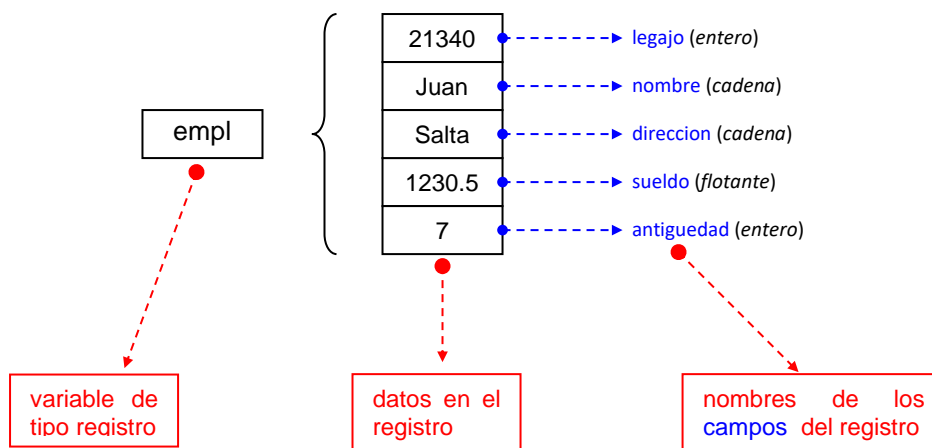 21340 legajo (entero)
Juan nombre (cadena)
empl
Salta direccion (cadena)
1230.5 sueldo (flotante)
7 antiguedad (entero)
variable de
tipo registro
datos en el
registro
nombres de los
campos del registro